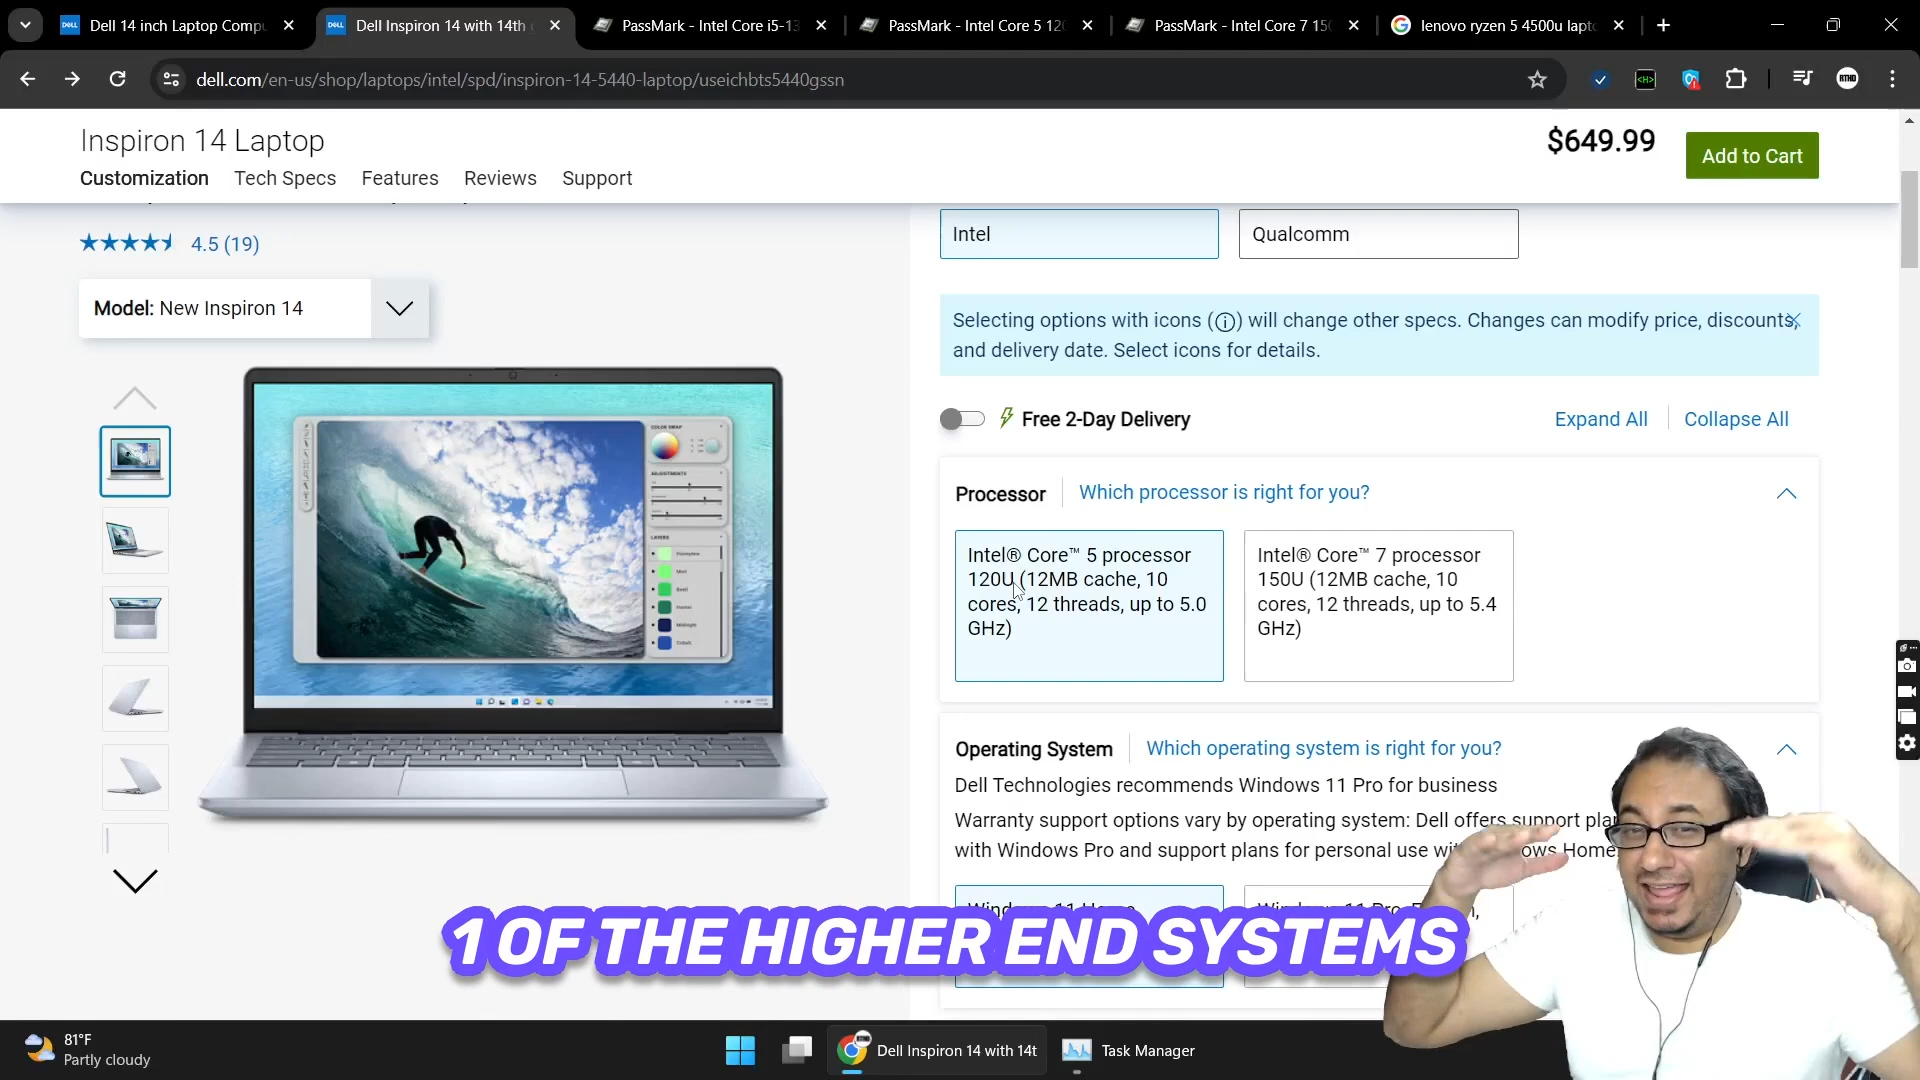 Dell 14 inch Laptop Compu
Dell Inspiron 14 with 14th
PassMark - Intel Core i5-13
PassMark - Intel Core 5 120
PassMark - Intel Core 7 150
lenovo ryzen 5 4500u lapto
dell.com/en-us/shop/laptops/intel/spd/inspiron-14-5440-laptop/useichbts5440gssn
Inspiron 14 Laptop
$649.99
Add to Cart
Customization
Tech Specs
Features
Reviews
Support
4.5 (19)
Model: New Inspiron 14
Intel
Qualcomm
Selecting options with icons (ⓘ) will change other specs. Changes can modify price, discounts,
and delivery date. Select icons for details.
Free 2-Day Delivery
Expand All
Collapse All
Processor
Which processor is right for you?
Intel® Core™ 5 processor
120U (12MB cache, 10
cores, 12 threads, up to 5.0
GHz)
Intel® Core™ 7 processor
150U (12MB cache, 10
cores, 12 threads, up to 5.4
GHz)
Operating System
Which operating system is right for you?
Dell Technologies recommends Windows 11 Pro for business
Warranty support options vary by operating system: Dell offers support pla
with Windows Pro and support plans for personal use wi ows Home
COLOR SWAP
ADJUSTMENTS
LAYERS
1 OF THE HIGHER END SYSTEMS
81°F
Partly cloudy
Dell Inspiron 14 with 14t
Task Manager